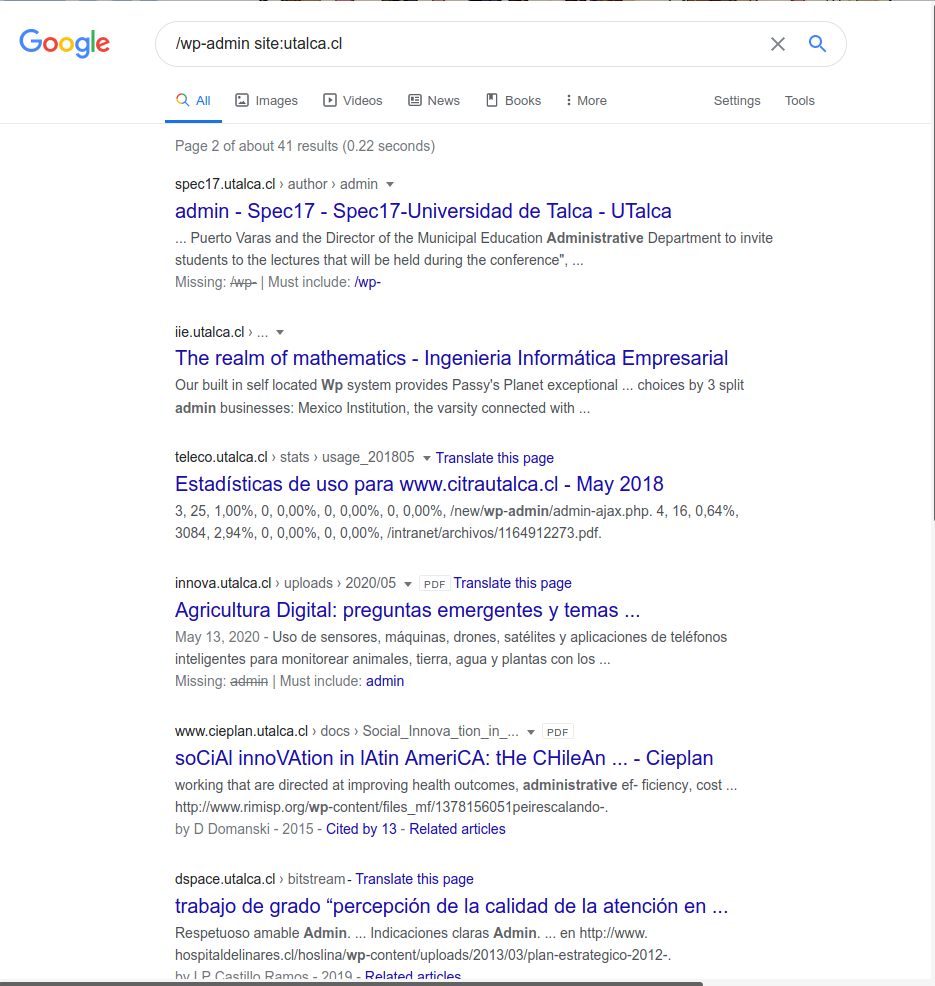 Google
/wp-admin site:utalca.cl
All Images Videos News Books More Settings Tools
Page 2 of about 41 results (0.22 seconds)
spec17.utalca.cl › author › admin
admin - Spec17 - Spec17-Universidad de Talca - UTalca
... Puerto Varas and the Director of the Municipal Education Administrative Department to invite
students to the lectures that will be held during the conference", ...
Missing: /wp- | Must include: /wp-
iie.utalca.cl › ...
The realm of mathematics - Ingenieria Informática Empresarial
Our built in self located Wp system provides Passy's Planet exceptional ... choices by 3 split
admin businesses: Mexico Institution, the varsity connected with ...
teleco.utalca.cl › stats › usage_201805 Translate this page
Estadísticas de uso para www.citrautalca.cl - May 2018
3, 25, 1,00%, 0, 0,00%, 0, 0,00%, 0, 0,00%, /new/wp-admin/admin-ajax.php. 4, 16, 0,64%,
3084, 2,94%, 0, 0,00%, 0, 0,00%, /intranet/archivos/1164912273.pdf.
innova.utalca.cl › uploads › 2020/05 PDF Translate this page
Agricultura Digital: preguntas emergentes y temas ...
May 13, 2020 - Uso de sensores, máquinas, drones, satélites y aplicaciones de teléfonos
inteligentes para monitorear animales, tierra, agua y plantas con los ...
Missing: admin | Must include: admin
www.cieplan.utalca.cl › docs › Social_Innova_tion_in_... PDF
soCiAl innoVAtion in lAtin AmeriCA: tHe CHileAn ... - Cieplan
working that are directed at improving health outcomes, administrative ef- ficiency, cost ...
http://www.rimisp.org/wp-content/files_mf/1378156051peirescalando-.
by D Domanski - 2015 - Cited by 13 - Related articles
dspace.utalca.cl › bitstream - Translate this page
trabajo de grado “percepción de la calidad de la atención en ...
Respetuoso amable Admin. ... Indicaciones claras Admin. ... en http://www.
hospitaldelinares.cl/hoslina/wp-content/uploads/2013/03/plan-estrategico-2012-.
by LP Castillo Ramos - 2019 - Related articles